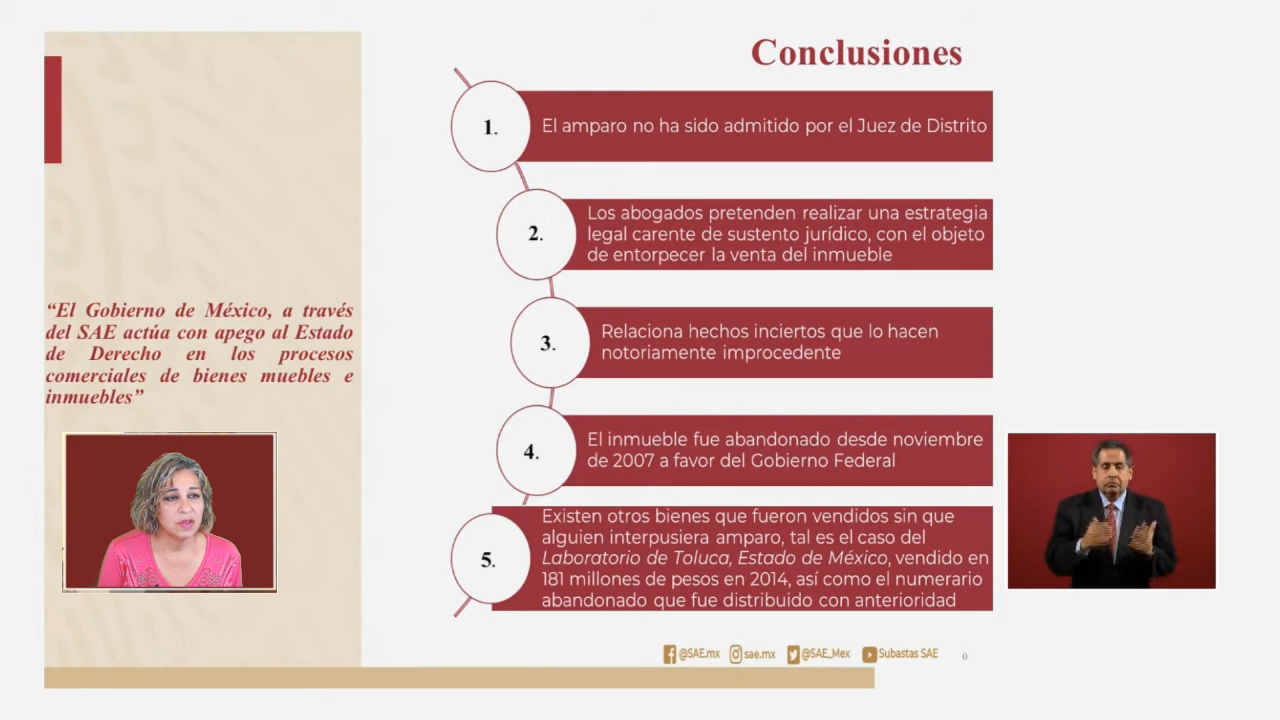 Conclusiones
1.
El amparo no ha sido admitido por el Juez de Distrito
2.
Los abogados pretenden realizar una estrategia
legal carente de sustento jurídico, con el objeto
de entorpecer la venta del inmueble
“El Gobierno de México, a través
del SAE actúa con apego al Estado
de Derecho en los procesos
comerciales de bienes muebles e
inmuebles”
3.
Relaciona hechos inciertos que lo hacen
notoriamente improcedente
4.
El inmueble fue abandonado desde noviembre
de 2007 a favor del Gobierno Federal
5.
Existen otros bienes que fueron vendidos sin que
alguien interpusiera amparo, tal es el caso del
Laboratorio de Toluca, Estado de México, vendido en
181 millones de pesos en 2014, así como el numerario
abandonado que fue distribuido con anterioridad
@SAE.mx sae.mx @SAE_Mex Subastas SAE 0